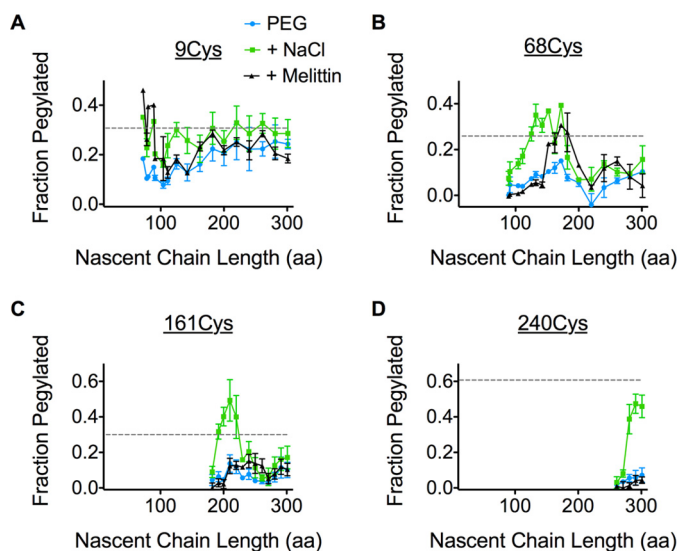 A
9Cys
PEG
+ NaCl
+ Melittin
B
68Cys
Fraction Pegylated
0.4
0.2
0.0
100
200
300
Nascent Chain Length (aa)
Fraction Pegylated
0.6
0.4
0.2
0.0
100
200
300
Nascent Chain Length (aa)
C
161Cys
D
240Cys
Fraction Pegylated
0.6
0.4
0.2
0.0
100
200
300
Nascent Chain Length (aa)
Fraction Pegylated
0.6
0.4
0.2
0.0
100
200
300
Nascent Chain Length (aa)